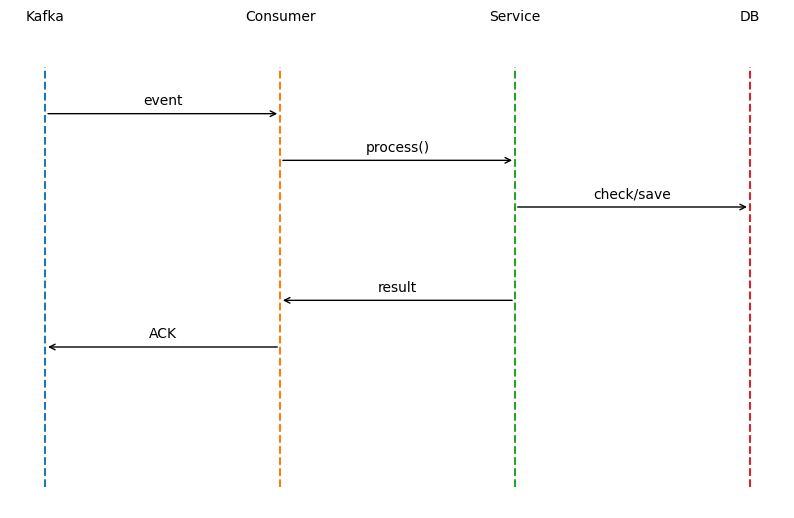 Kafka Consumer Service DB
event
process()
check/save
result
ACK